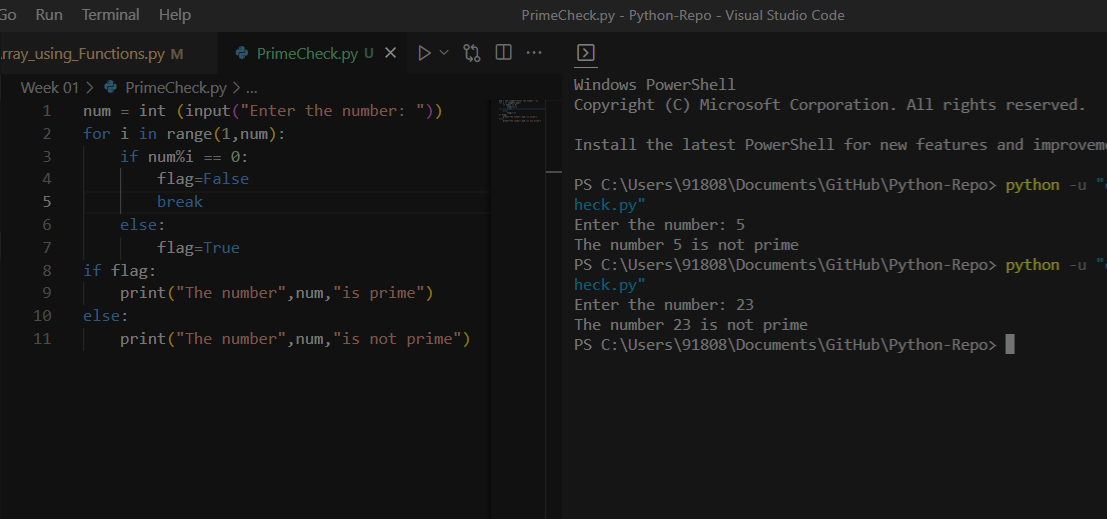 Go Run Terminal Help PrimeCheck.py - Python-Repo - Visual Studio Code
rray_using_Functions.py M PrimeCheck.py U
Week 01 > PrimeCheck.py > ...
1 num = int (input("Enter the number: "))
2 for i in range(1,num):
3 if num%i == 0:
4 flag=False
5 break
6 else:
7 flag=True
8 if flag:
9 print("The number",num,"is prime")
10 else:
11 print("The number",num,"is not prime")
Windows PowerShell
Copyright (C) Microsoft Corporation. All rights reserved.
Install the latest PowerShell for new features and improveme
PS C:\Users\91808\Documents\GitHub\Python-Repo> python -u "
heck.py"
Enter the number: 5
The number 5 is not prime
PS C:\Users\91808\Documents\GitHub\Python-Repo> python -u "
heck.py"
Enter the number: 23
The number 23 is not prime
PS C:\Users\91808\Documents\GitHub\Python-Repo>